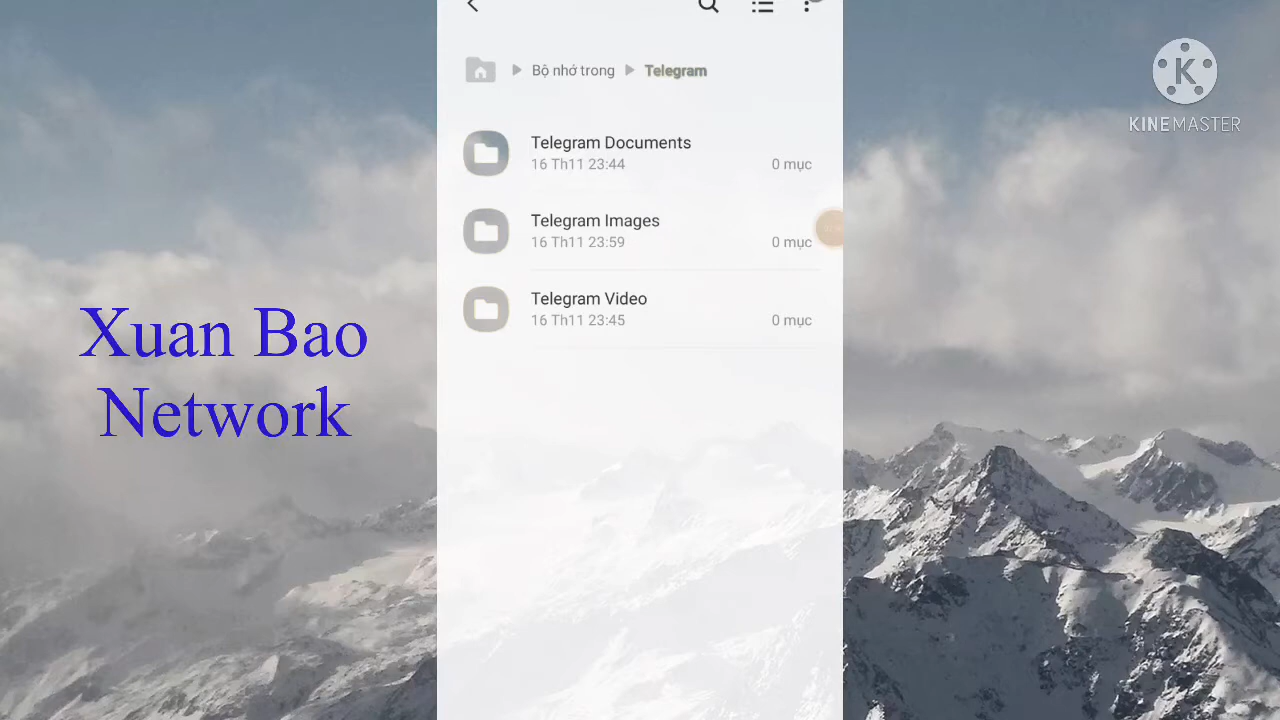 Bộ nhớ trong Telegram
Telegram Documents
16 Th11 23:44 0 mục
Telegram Images
16 Th11 23:59 0 mục
Telegram Video
16 Th11 23:45 0 mục
Xuan Bao
Network
K
KINEMASTER